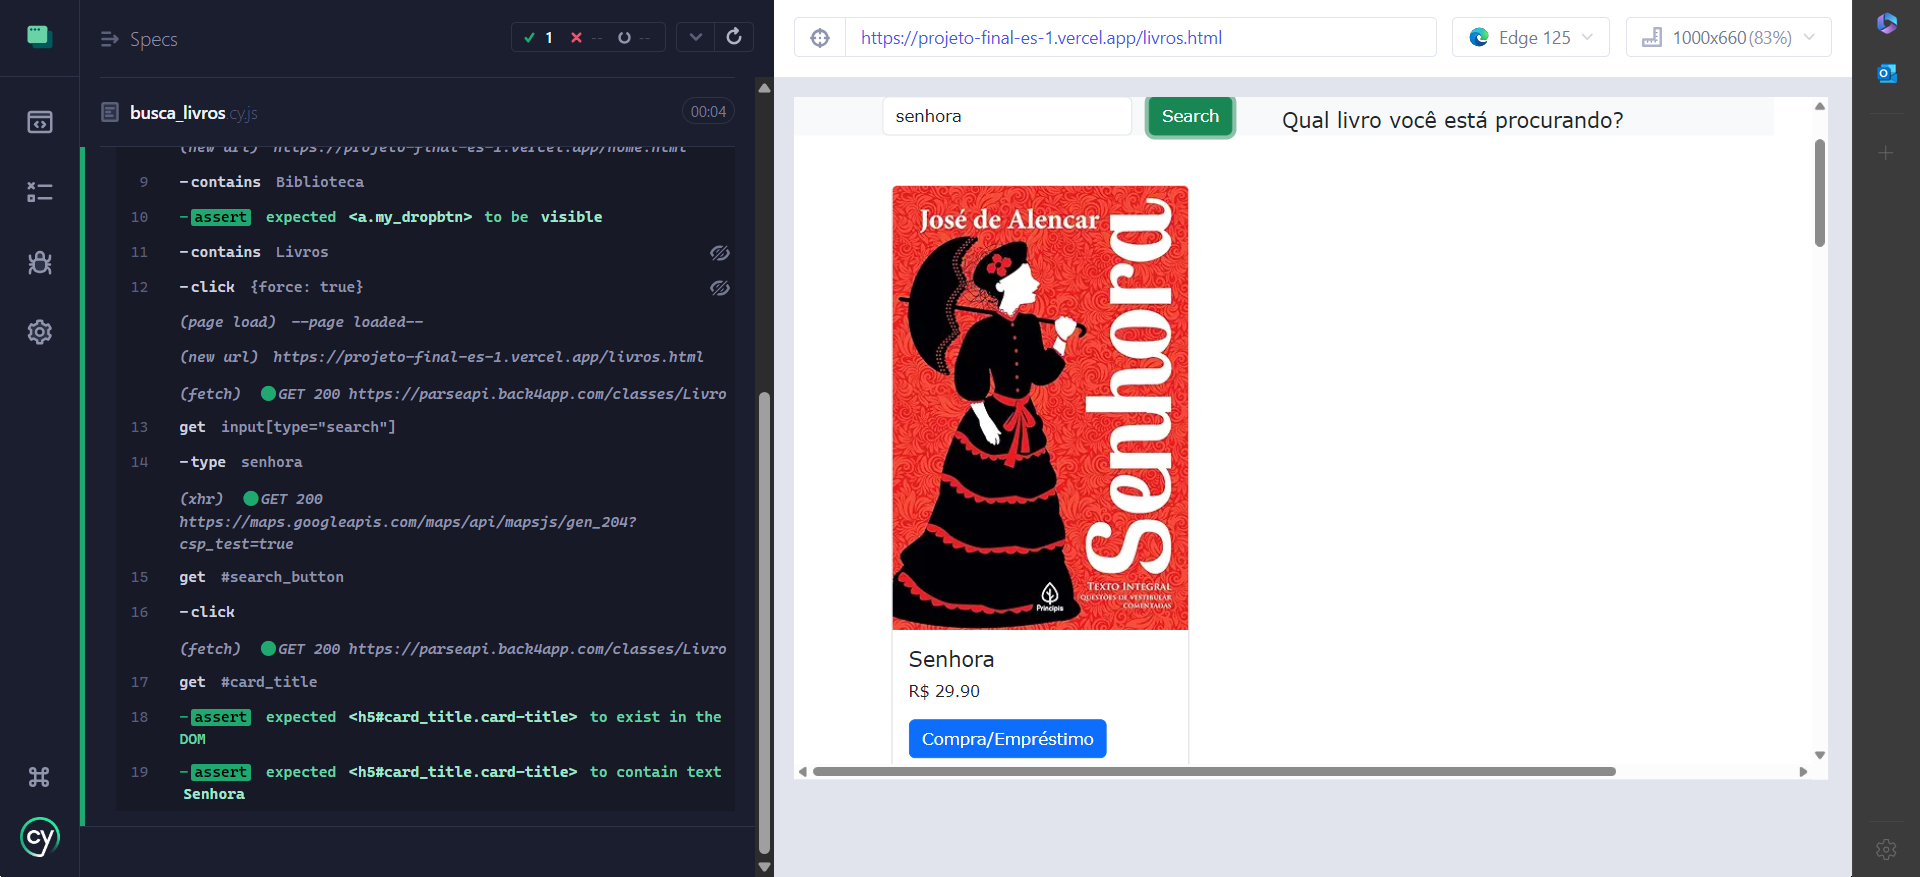 Specs
1 -- --
busca_livros.cy.js 00:04
(new url) https://projeto-final-es-1.vercel.app/home.html
9 -contains Biblioteca
10 -assert expected <a.my_dropbtn> to be visible
11 -contains Livros
12 -click {force: true}
(page load) --page loaded--
(new url) https://projeto-final-es-1.vercel.app/livros.html
(fetch) GET 200 https://parseapi.back4app.com/classes/Livro
13 get input[type="search"]
14 -type senhora
(xhr) GET 200
https://maps.googleapis.com/maps/api/mapsjs/gen_204?
csp_test=true
15 get #search_button
16 -click
(fetch) GET 200 https://parseapi.back4app.com/classes/Livro
17 get #card_title
18 -assert expected <h5#card_title.card-title> to exist in the
DOM
19 -assert expected <h5#card_title.card-title> to contain text
Senhora
cy
https://projeto-final-es-1.vercel.app/livros.html
Edge 125
1000x660 (83%)
senhora
Search
Qual livro você está procurando?
José de Alencar
Senhora
TEXTO INTEGRAL
QUESTÕES DE VESTIBULAR
COMENTADAS
Principis
Senhora
R$ 29.90
Compra/Empréstimo